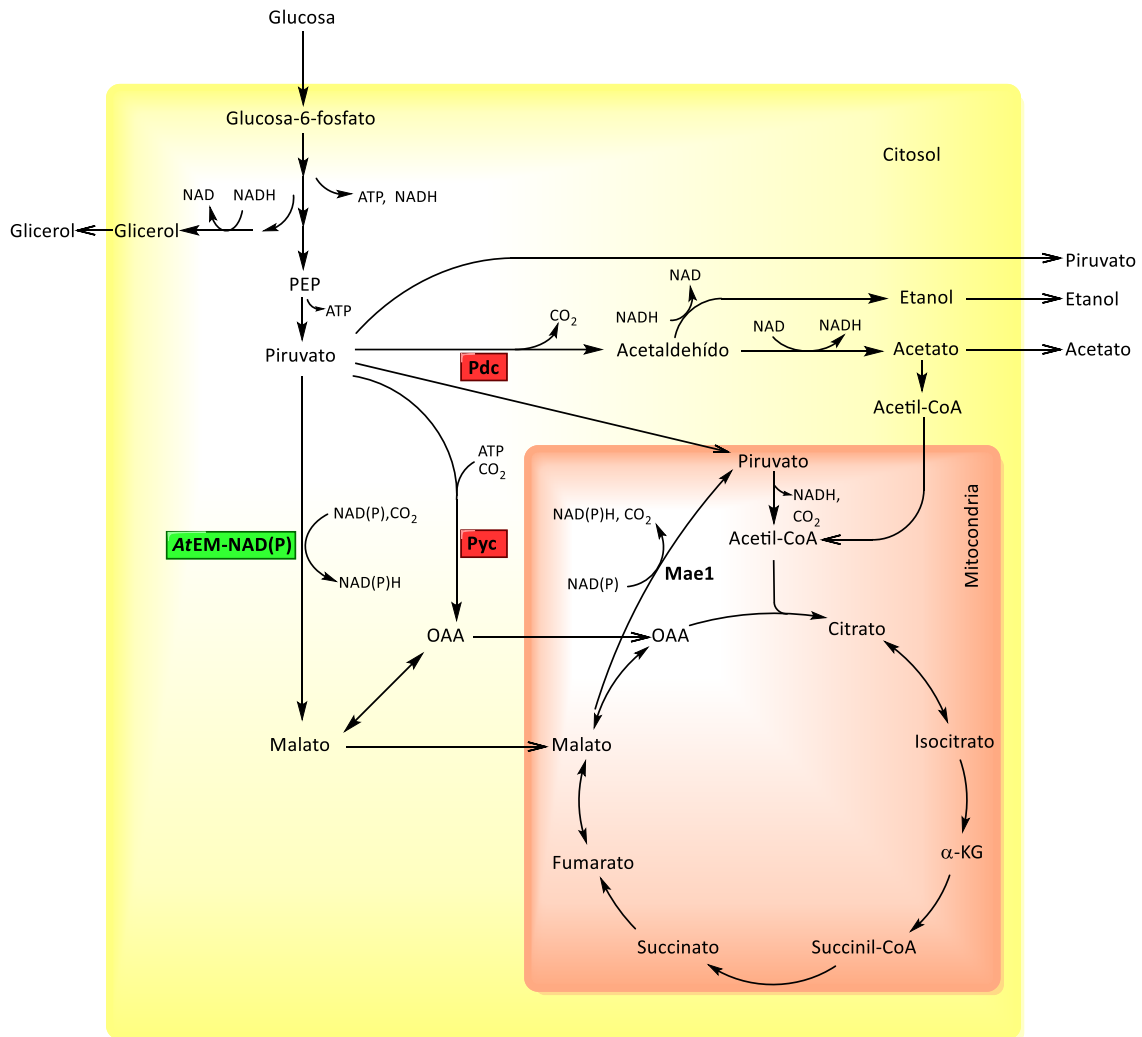 Glucosa
Glucosa-6-fosfato
Citosol
NAD
NADH
ATP, NADH
Glicerol
Glicerol
Piruvato
PEP
NAD
ATP
Etanol
Etanol
CO2
NADH
NAD
NADH
Piruvato
Acetaldehído
Acetato
Acetato
Pdc
Acetil-CoA
ATP
CO2
Piruvato
NADH,
CO2
Mitocondria
NAD(P),CO2
NAD(P)H, CO2
AtEM-NAD(P)
Pyc
Acetil-CoA
NAD(P)H
NAD(P)
Mae1
OAA
OAA
Citrato
Malato
Malato
Isocitrato
Fumarato
α-KG
Succinato
Succinil-CoA